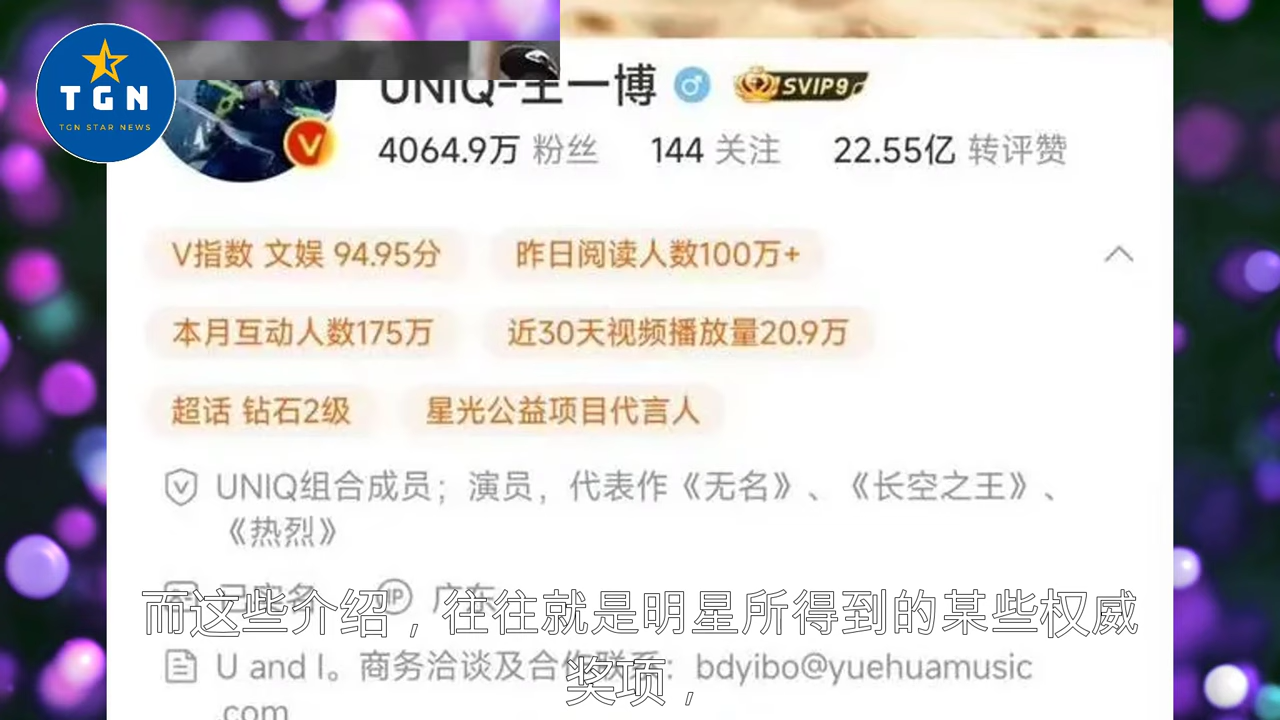 TGN
TGN STAR NEWS
UNIQ-王一博
SVIP9
4064.9万 粉丝 144 关注 22.55亿 转评赞
V指数 文娱 94.95分 昨日阅读人数100万+
本月互动人数175万 近30天视频播放量20.9万
超话 钻石2级 星光公益项目代言人
UNIQ组合成员；演员，代表作《无名》、《长空之王》、
《热烈》
已实名 IP 广东
而这些介绍，往往就是明星所得到的某些权威
奖项，
U and I。商务洽谈及合作联系：bdyibo@yuehuamusic
.com